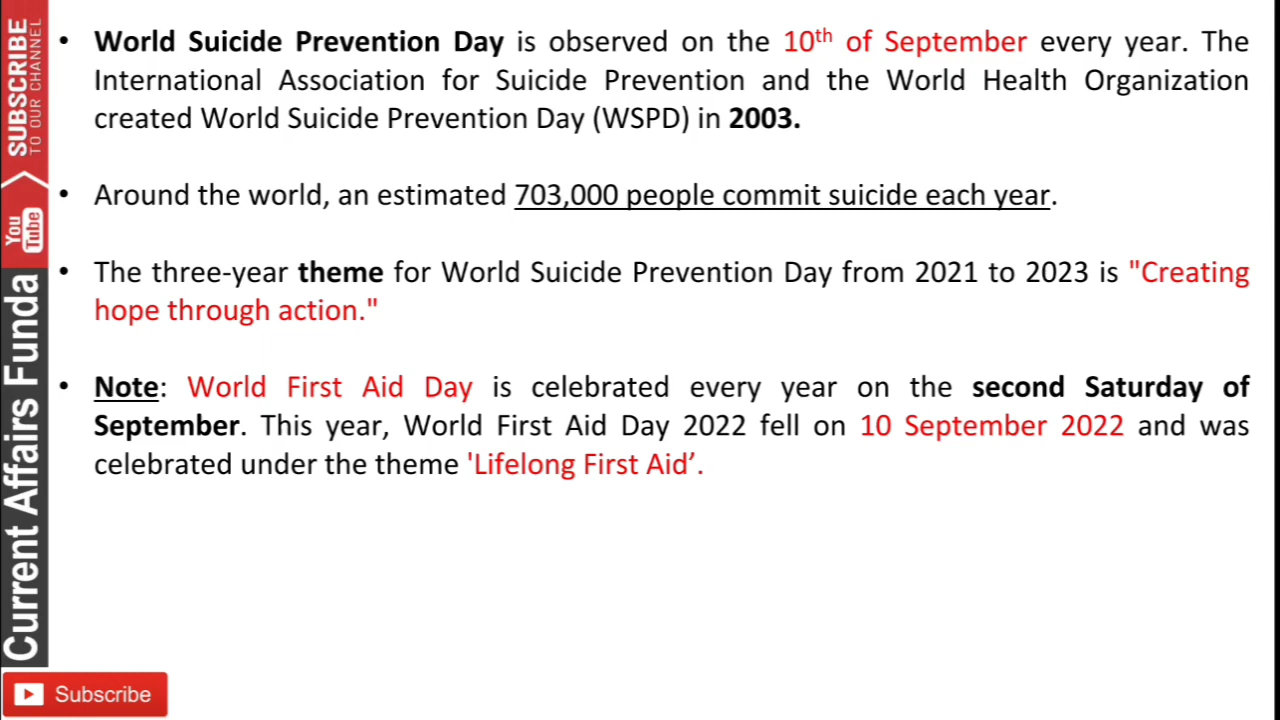 • World Suicide Prevention Day is observed on the 10th of September every year. The
International Association for Suicide Prevention and the World Health Organization
created World Suicide Prevention Day (WSPD) in 2003.
• Around the world, an estimated 703,000 people commit suicide each year.
• The three-year theme for World Suicide Prevention Day from 2021 to 2023 is "Creating
hope through action."
• Note: World First Aid Day is celebrated every year on the second Saturday of
September. This year, World First Aid Day 2022 fell on 10 September 2022 and was
celebrated under the theme 'Lifelong First Aid’.
SUBSCRIBE
TO OUR CHANNEL
You
Tube
Current Affairs Funda
Subscribe